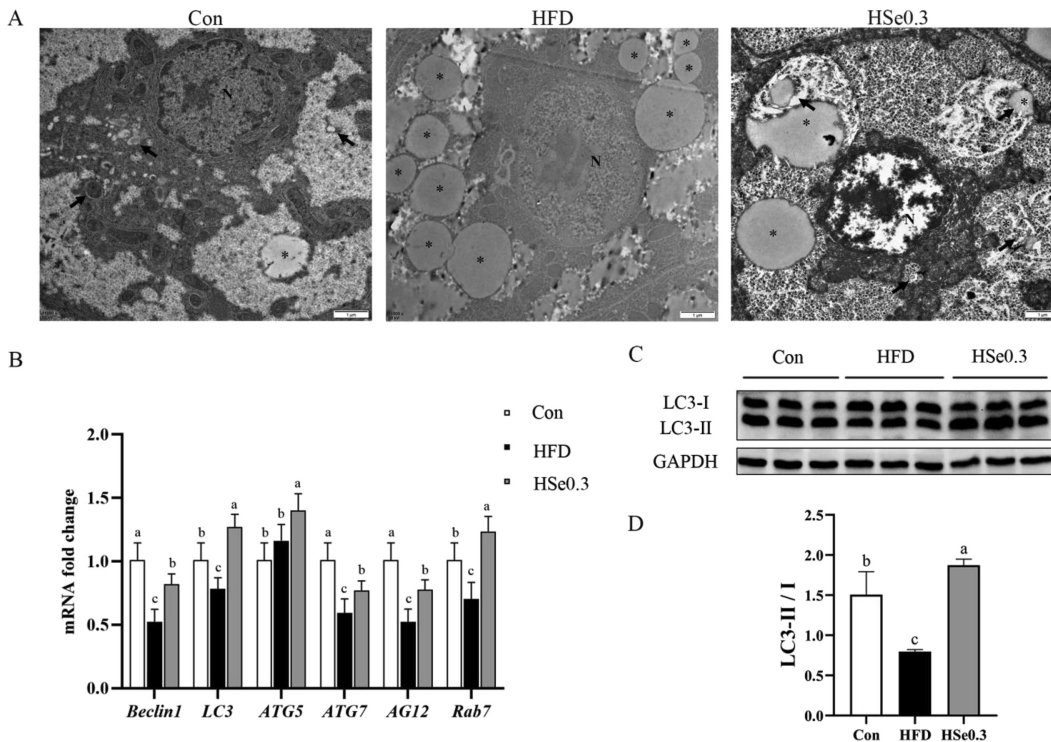 A
Con
HFD
HSe0.3
N
*
1 μm
* * * * * * * * * *
N
1 μm
* * *
N
1 μm
B
Con
HFD
HSe0.3
mRNA fold change
2.0
1.5
1.0
0.5
0.0
a c b
b c a
b b a
a c b
a c b
b c a
Beclin1 LC3 ATG5 ATG7 AG12 Rab7
C
Con HFD HSe0.3
LC3-I
LC3-II
GAPDH
D
LC3-II / I
2.5
2.0
1.5
1.0
0.5
0.0
b c a
Con HFD HSe0.3